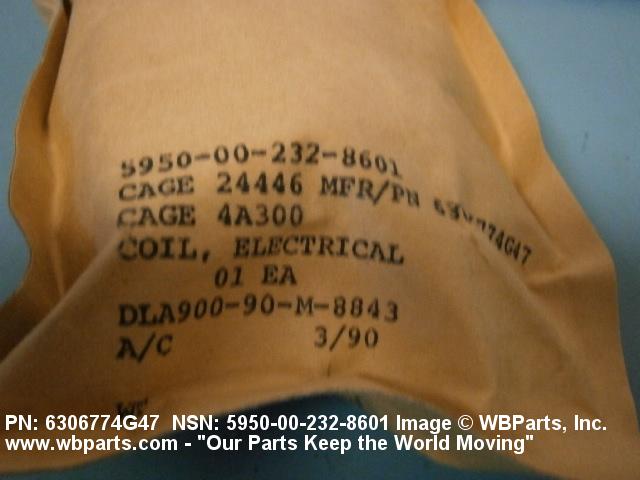 5950-00-232-8601
CAGE 24446 MFR/PN
CAGE 4A300
COIL, ELECTRICAL
01 EA
DLA900-90-M-8843
A/C 3/90
PN: 6306774G47 NSN: 5950-00-232-8601 Image © WBParts, Inc.
www.wbparts.com - "Our Parts Keep the World Moving"